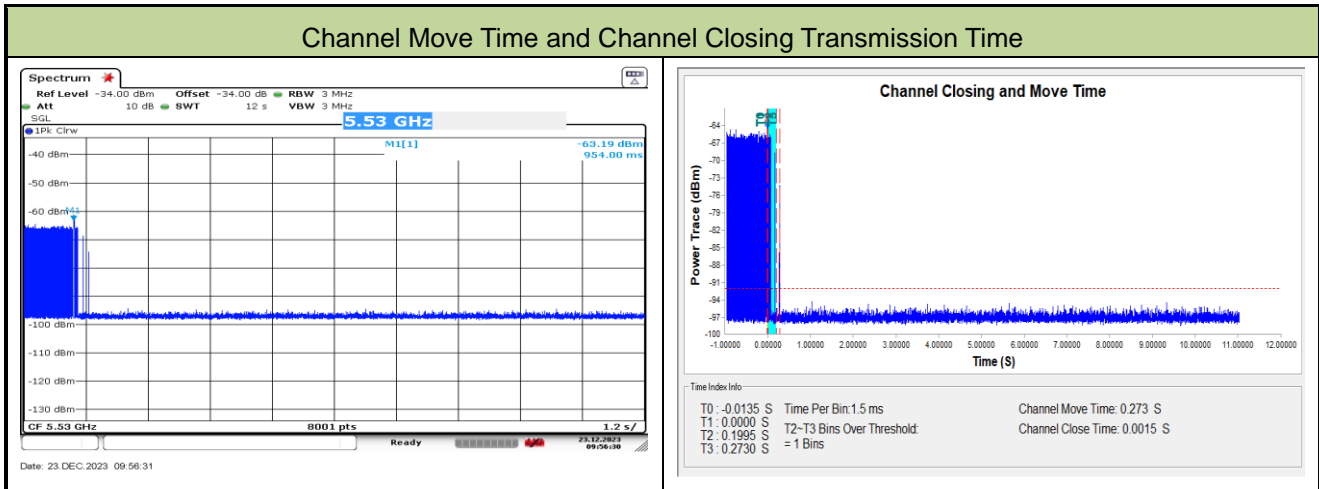 Channel Move Time and Channel Closing Transmission Time
Spectrum
Ref Level -34.00 dBm Offset -34.00 dB RBW 3 MHz
Att 10 dB SWT 12 s VBW 3 MHz
SGL
5.53 GHz
1Pk Clrw
M1[1] -63.19 dBm
954.00 ms
-40 dBm
-50 dBm
-60 dBm
M1
-100 dBm
-110 dBm
-120 dBm
-130 dBm
CF 5.53 GHz 8001 pts 1.2 s/
Ready 23.12.2023
09:56:30
Date: 23.DEC.2023 09:56:31
Channel Closing and Move Time
Power Trace (dBm)
-64
-67
-70
-73
-76
-79
-82
-85
-88
-91
-94
-97
-100
-1.00000 0.00000 1.00000 2.00000 3.00000 4.00000 5.00000 6.00000 7.00000 8.00000 9.00000 10.00000 11.00000 12.00000
Time (S)
Time Index Info
T0 : -0.0135 S Time Per Bin:1.5 ms Channel Move Time: 0.273 S
T1 : 0.0000 S T2~T3 Bins Over Threshold: Channel Close Time: 0.0015 S
T2 : 0.1995 S = 1 Bins
T3 : 0.2730 S